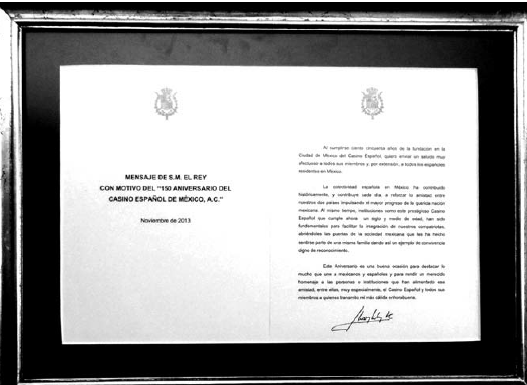 MENSAJE DE S.M. EL REY
CON MOTIVO DEL "150 ANIVERSARIO DEL
CASINO ESPAÑOL DE MÉXICO, A.C."
Noviembre de 2013
Al cumplirse ciento cincuenta años de la fundación en la
Ciudad de México del Casino Español, quiero enviar un saludo muy
afectuoso a todos sus miembros y, por extensión, a todos los españoles
residentes en México.
La colectividad española en México ha contribuido
históricamente, y contribuye cada día, a reforzar la amistad entre
nuestros dos países impulsando el mayor progreso de la querida nación
mexicana. Al mismo tiempo, instituciones como este prestigioso Casino
Español que cumple ahora un siglo y medio de edad, han sido
fundamentales para facilitar la integración de nuestros compatriotas,
abriéndoles las puertas de la sociedad mexicana que les ha hecho
sentirse parte de una misma familia siendo así un ejemplo de convivencia
digno de reconocimiento.
Este Aniversario es una buena ocasión para destacar lo
mucho que une a mexicanos y españoles y para rendir un merecido
homenaje a las personas e instituciones que han alimentado esa
amistad, entre ellas, muy especialmente, el Casino Español y todos sus
miembros a quienes transmito mi más cálida enhorabuena.